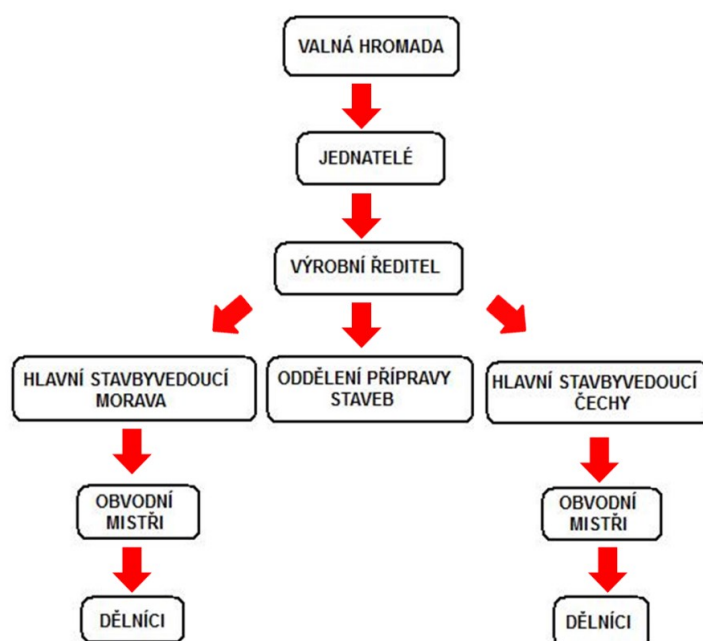 VALNÁ HROMADA
JEDNATELÉ
VÝROBNÍ ŘEDITEL
HLAVNÍ STAVBYVEDOUCÍ
MORAVA
ODDĚLENÍ PŘÍPRAVY
STAVEB
HLAVNÍ STAVBYVEDOUCÍ
ČECHY
OBVODNÍ
MISTŘI
OBVODNÍ
MISTŘI
DĚLNÍCI
DĚLNÍCI